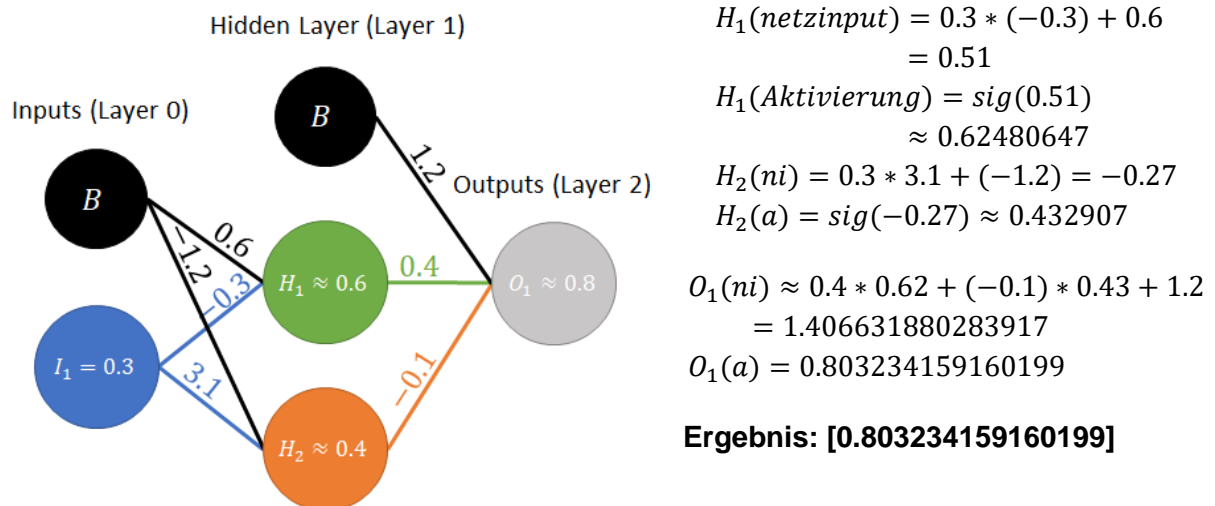 Hidden Layer (Layer 1)
Inputs (Layer 0)
B
B
1.2
Outputs (Layer 2)
0.6
−1.2
−0.3
3.1
I₁ = 0.3
H₁ ≈ 0.6
0.4
O₁ ≈ 0.8
−0.1
H₂ ≈ 0.4
H₁(netzinput) = 0.3 * (−0.3) + 0.6
= 0.51
H₁(Aktivierung) = sig(0.51)
≈ 0.62480647
H₂(ni) = 0.3 * 3.1 + (−1.2) = −0.27
H₂(a) = sig(−0.27) ≈ 0.432907
O₁(ni) ≈ 0.4 * 0.62 + (−0.1) * 0.43 + 1.2
= 1.406631880283917
O₁(a) = 0.803234159160199
Ergebnis: [0.803234159160199]